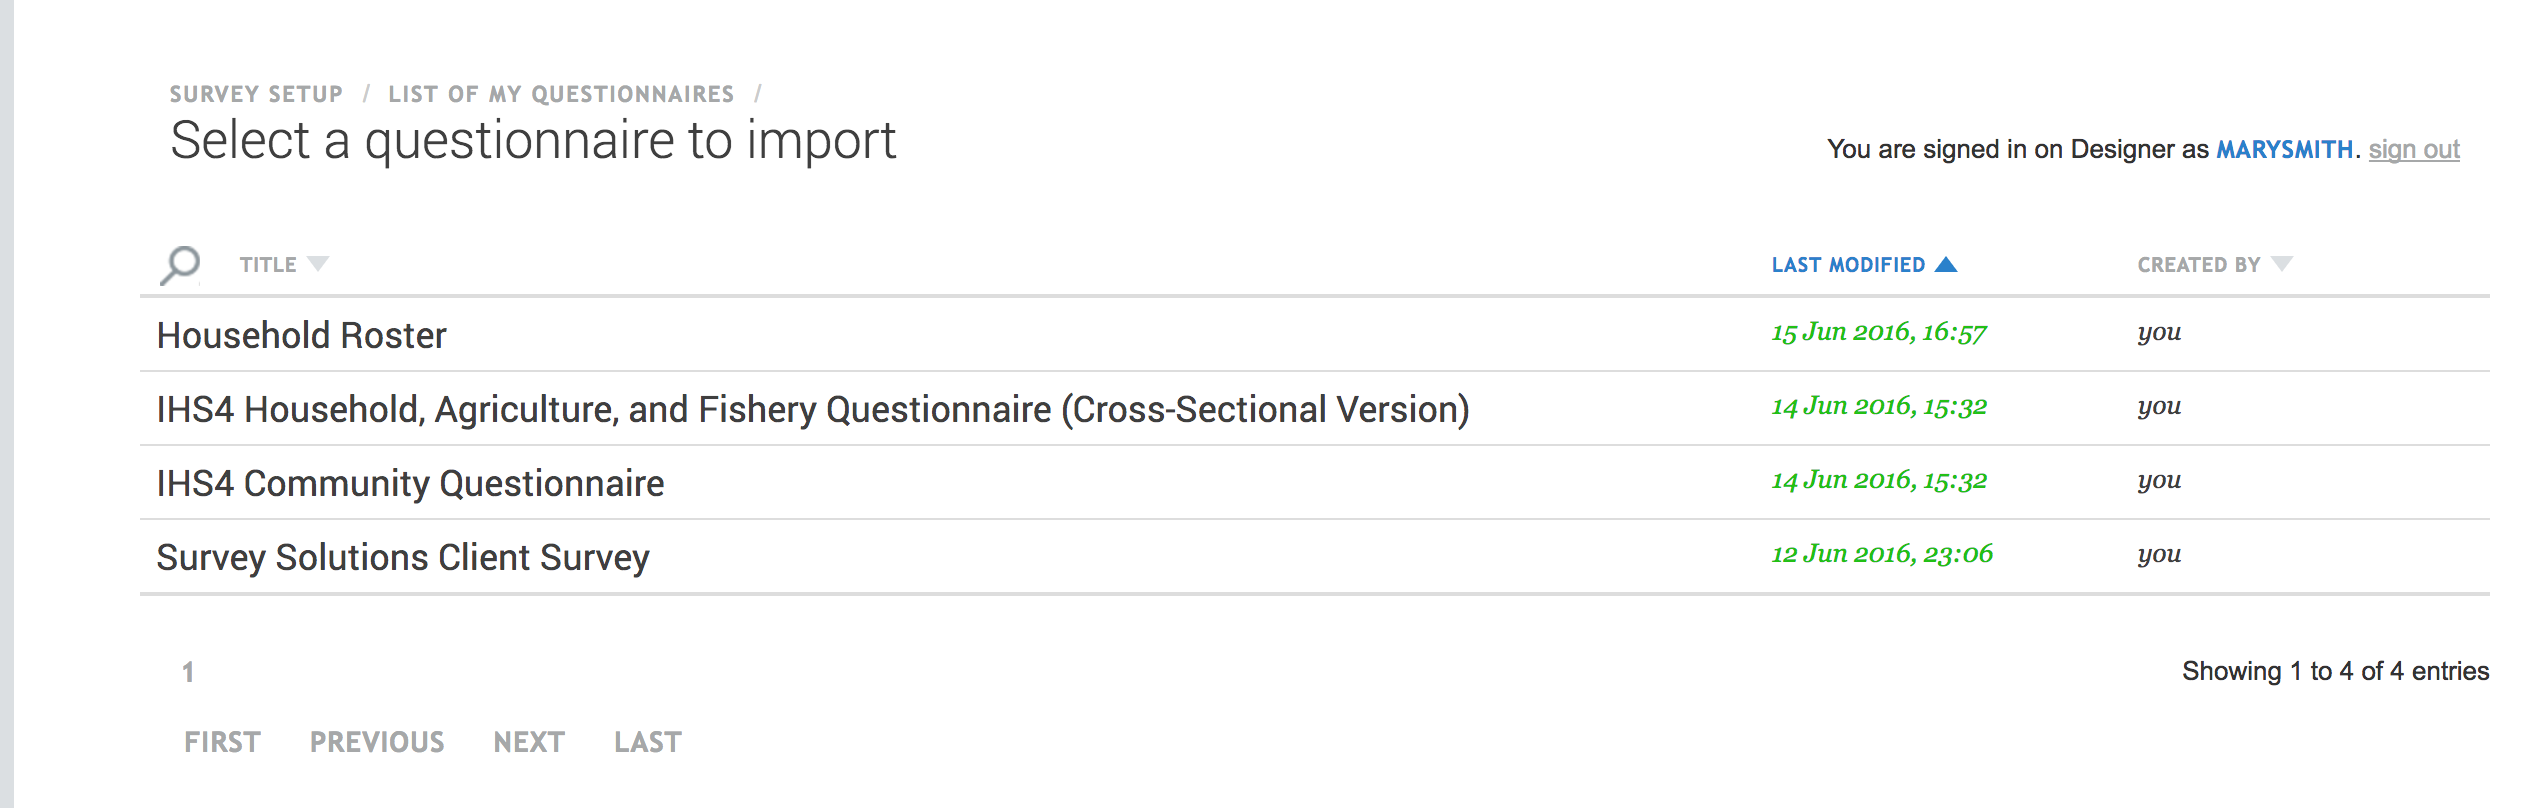 SURVEY SETUP / LIST OF MY QUESTIONNAIRES /
Select a questionnaire to import
You are signed in on Designer as MARYSMITH. sign out
TITLE LAST MODIFIED CREATED BY
Household Roster 15 Jun 2016, 16:57 you
IHS4 Household, Agriculture, and Fishery Questionnaire (Cross-Sectional Version) 14 Jun 2016, 15:32 you
IHS4 Community Questionnaire 14 Jun 2016, 15:32 you
Survey Solutions Client Survey 12 Jun 2016, 23:06 you
1 Showing 1 to 4 of 4 entries
FIRST PREVIOUS NEXT LAST